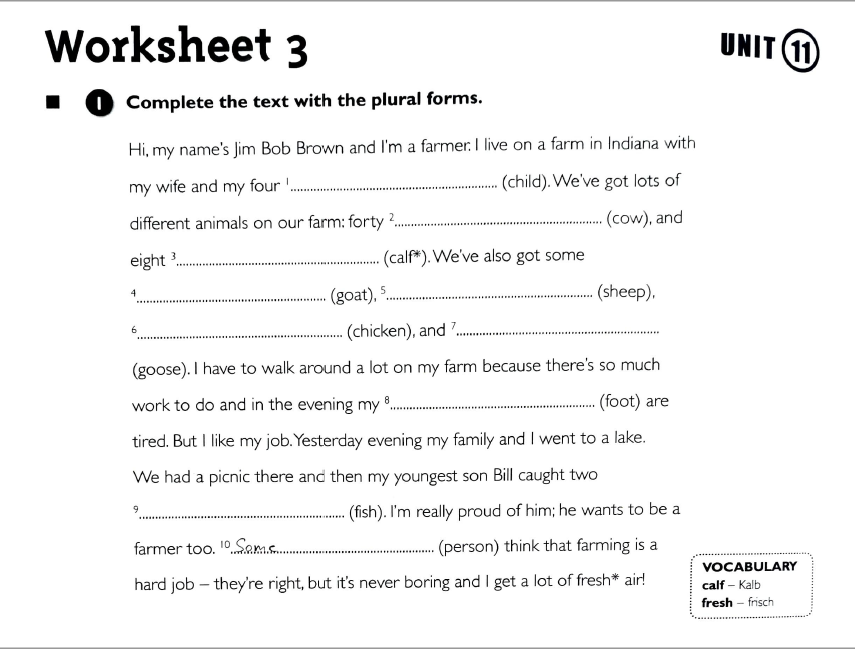 Worksheet 3
UNIT 11
1 Complete the text with the plural forms.
Hi, my name's Jim Bob Brown and I'm a farmer. I live on a farm in Indiana with
my wife and my four 1.................................................. (child). We've got lots of
different animals on our farm: forty 2.................................................. (cow), and
eight 3.................................................. (calf*). We've also got some
4.................................................. (goat), 5.................................................. (sheep),
6.................................................. (chicken), and 7..................................................
(goose). I have to walk around a lot on my farm because there's so much
work to do and in the evening my 8.................................................. (foot) are
tired. But I like my job. Yesterday evening my family and I went to a lake.
We had a picnic there and then my youngest son Bill caught two
9.................................................. (fish). I'm really proud of him; he wants to be a
farmer too. 10 Some.................................................. (person) think that farming is a
hard job – they're right, but it's never boring and I get a lot of fresh* air!
VOCABULARY
calf – Kalb
fresh – frisch